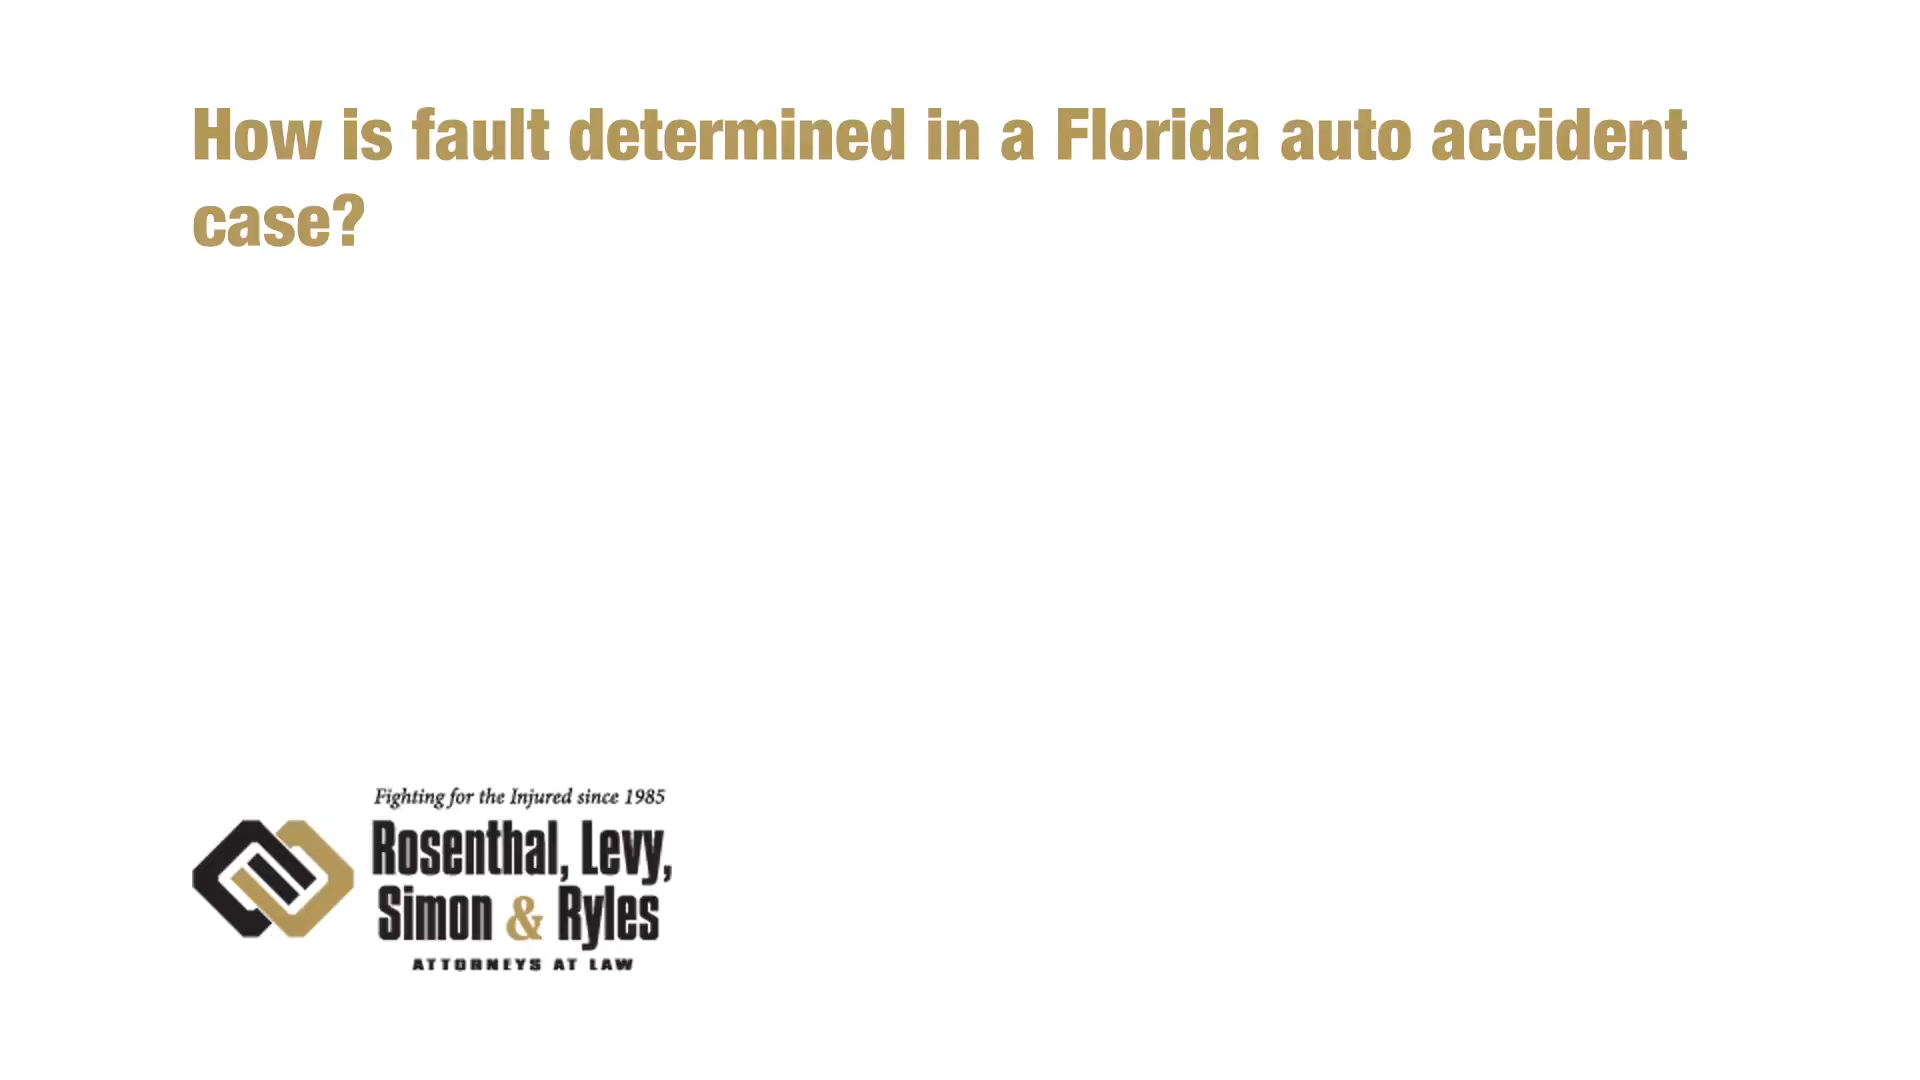 How is fault determined in a Florida auto accident
case?
Fighting for the Injured since 1985
Rosenthal, Levy,
Simon & Ryles
ATTORNEYS AT LAW